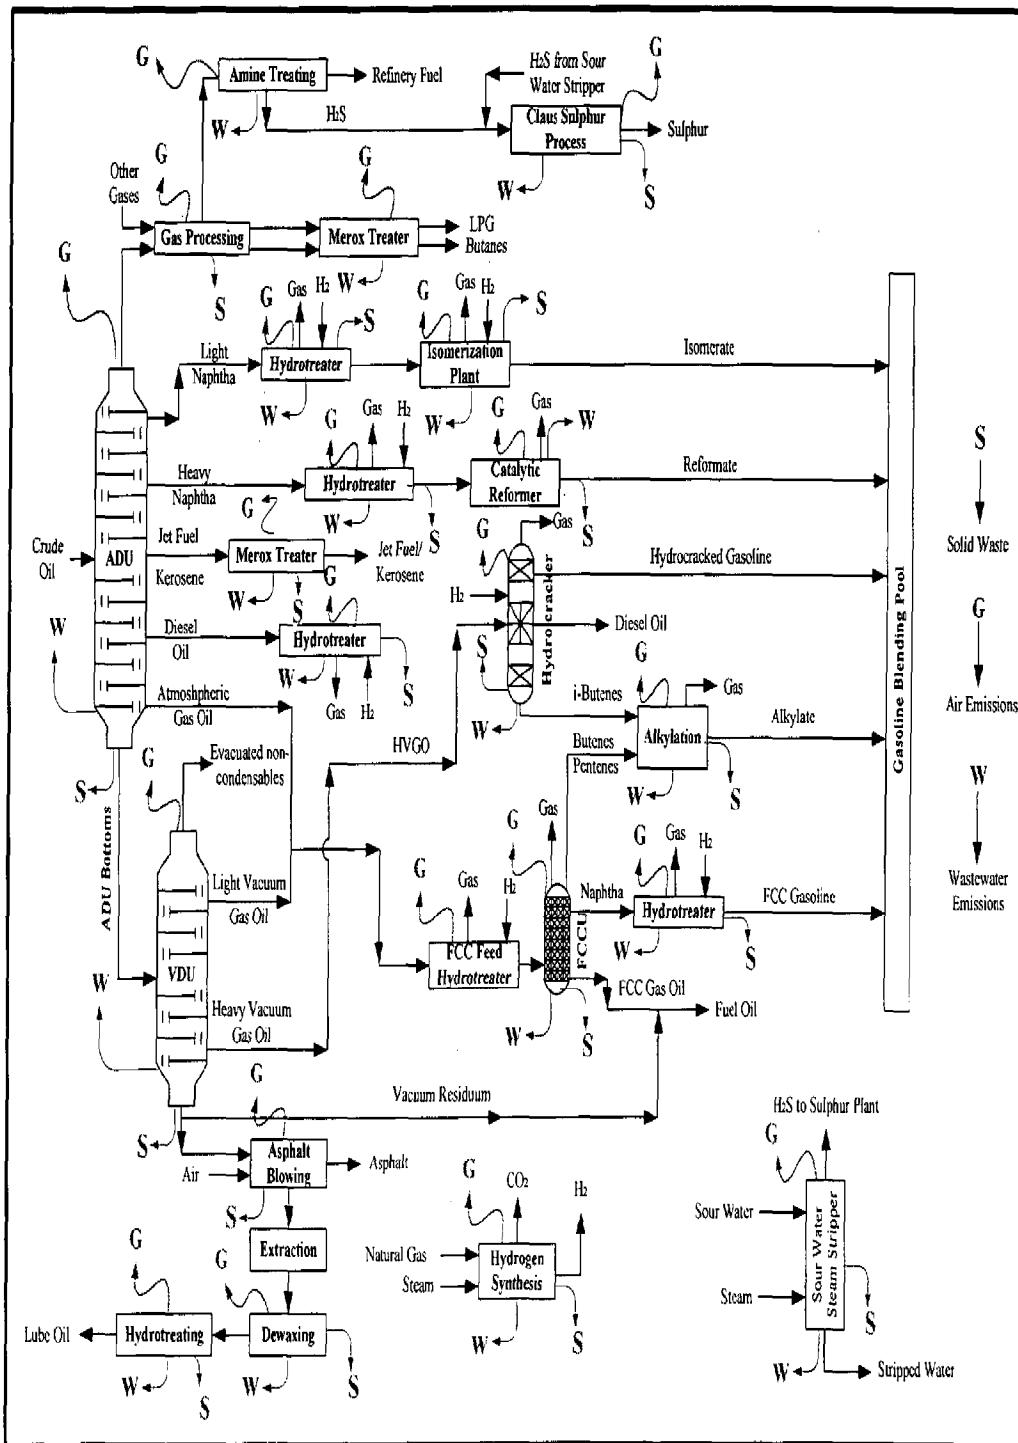 G
G
Amine Treating
Refinery Fuel
H2S from Sour
Water Stripper
W
H2S
Claus Sulphur
Process
Sulphur
G
G
W
S
Other
Gases
Gas Processing
Merox Treater
LPG
Butanes
G
S
W
G
Gas
H2
S
G
Gas
H2
S
Light
Naphtha
Hydrotreater
Isomerization
Plant
Isomerate
W
W
G
Gas
H2
G
Gas
W
S
Heavy
Naphtha
Hydrotreater
Catalytic
Reformer
Reformate
G
W
S
S
Gas
Solid Waste
Crude
Oil
ADU
Jet Fuel
Kerosene
Merox Treater
Jet Fuel/
Kerosene
G
Hydrocracked Gasoline
G
W
S
H2
Hydrocracker
Gasoline Blending Pool
G
W
Diesel
Oil
Hydrotreater
Diesel Oil
W
S
S
G
Gas
H2
Atmoshpheric
Gas Oil
i-Butenes
Gas
Air Emissions
W
Alkylation
Alkylate
HVGO
Butenes
Pentenes
Evacuated non-
condensables
S
G
W
S
W
ADU Bottoms
Gas
G
G
Gas
H2
G
Gas
H2
Light Vacuum
Gas Oil
Naphtha
Hydrotreater
FCC Gasoline
Wastewater
Emissions
FCCU
W
S
FCC Feed
Hydrotreater
VDU
W
FCC Gas Oil
Heavy Vacuum
Gas Oil
Fuel Oil
W
S
G
Vacuum Residuum
H2S to Sulphur Plant
S
Asphalt
Blowing
Asphalt
Air
G
G
CO2
H2
Sour Water
Sour Water
Steam Stripper
S
Extraction
Natural Gas
Steam
Hydrogen
Synthesis
G
G
Steam
S
Lube Oil
Hydrotreating
Dewaxing
W
S
W
Stripped Water
W
S
W
S